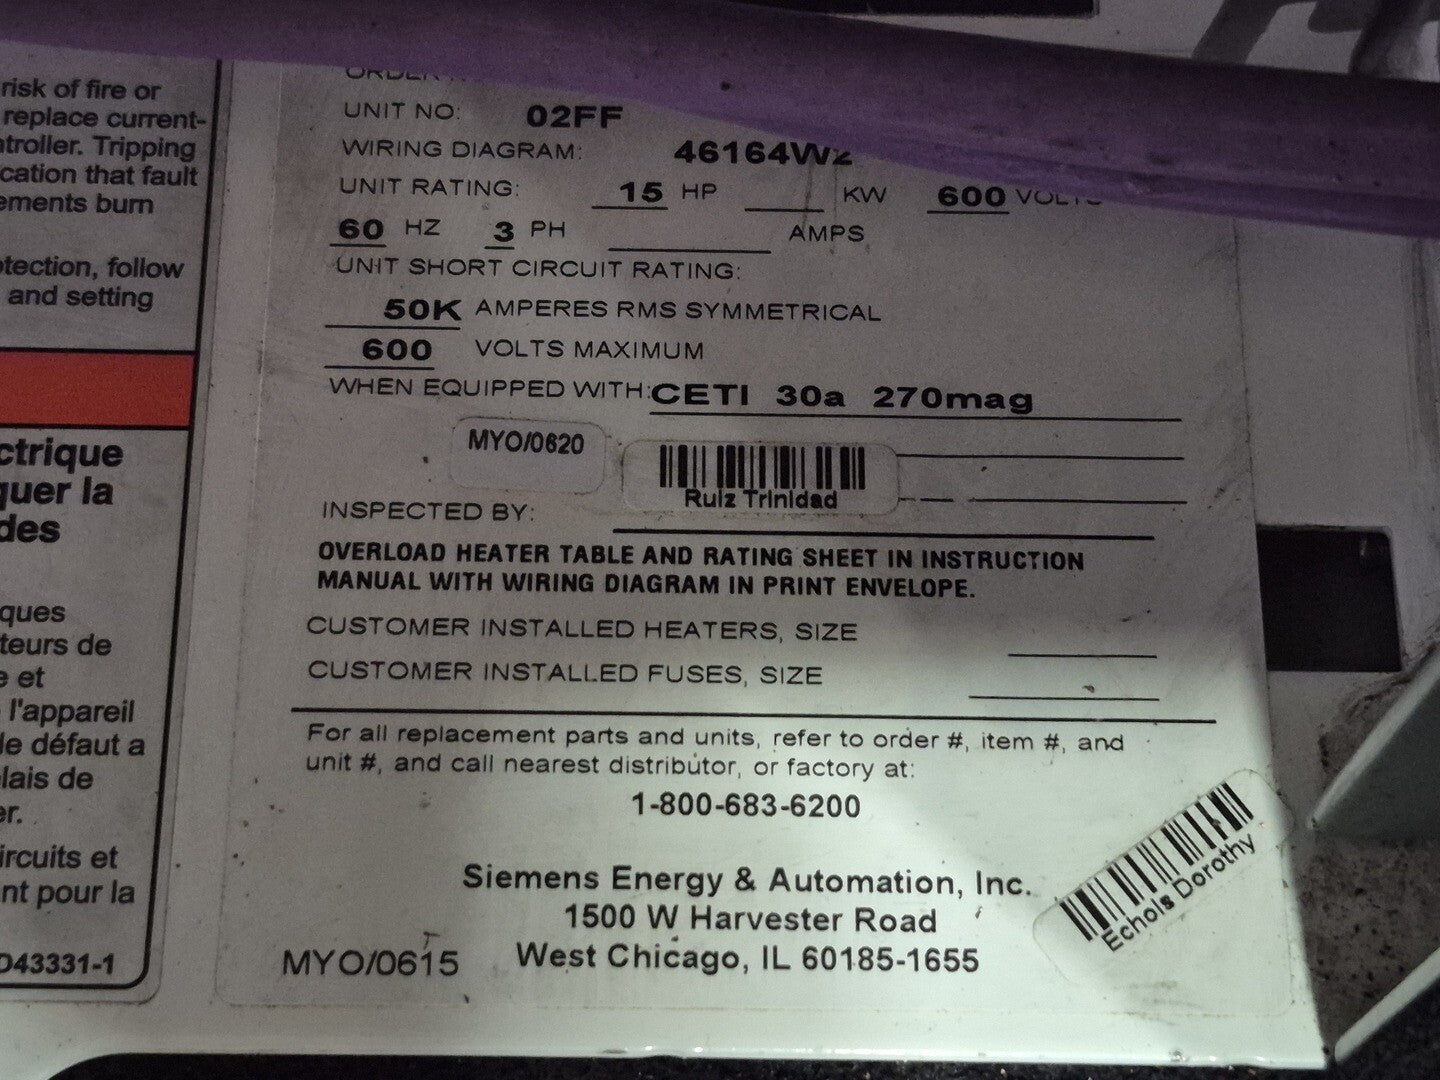 risk of fire or
replace current-
ntroller. Tripping
cation that fault
ements burn
otection, follow
and setting
ctrique
quer la
des
ques
teurs de
e et
l'appareil
le défaut a
elais de
er.
ircuits et
nt pour la
D43331-1
ORDER
UNIT NO: 02FF
WIRING DIAGRAM: 46164W2
UNIT RATING: 15 HP KW 600 VOLTS
60 HZ 3 PH AMPS
UNIT SHORT CIRCUIT RATING:
50K AMPERES RMS SYMMETRICAL
600 VOLTS MAXIMUM
WHEN EQUIPPED WITH: CETI 30a 270mag
MYO/0620
Ruiz Trinidad
INSPECTED BY:
OVERLOAD HEATER TABLE AND RATING SHEET IN INSTRUCTION
MANUAL WITH WIRING DIAGRAM IN PRINT ENVELOPE.
CUSTOMER INSTALLED HEATERS, SIZE
CUSTOMER INSTALLED FUSES, SIZE
For all replacement parts and units, refer to order #, item #, and
unit #, and call nearest distributor, or factory at:
1-800-683-6200
Siemens Energy & Automation, Inc.
1500 W Harvester Road
West Chicago, IL 60185-1655
MYO/0615
Echols Dorothy